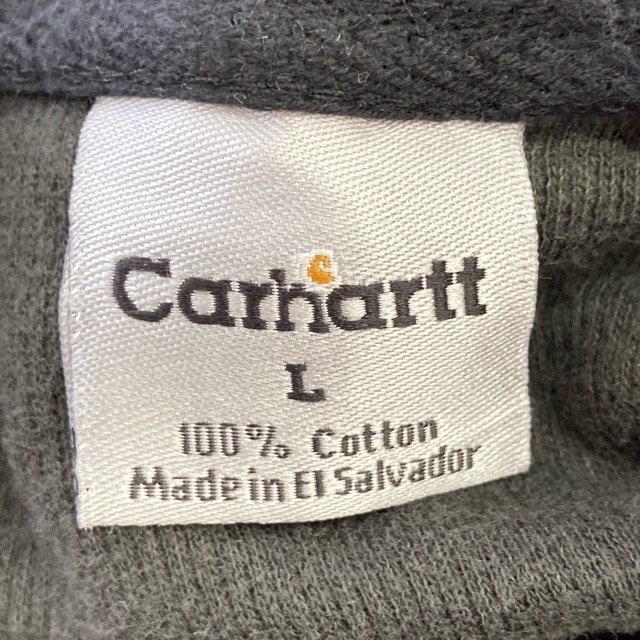 Carhartt
L
100% Cotton
Made in El Salvador